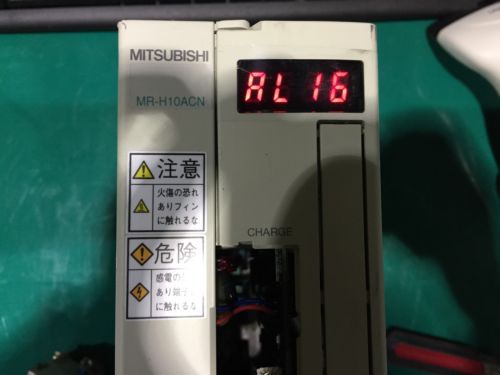 MITSUBISHI
MR-H10ACN
AL16
注意
火傷の恐れ
ありフィン
に触れるな
CHARGE
危険
感電の
あり端子
に触れるな